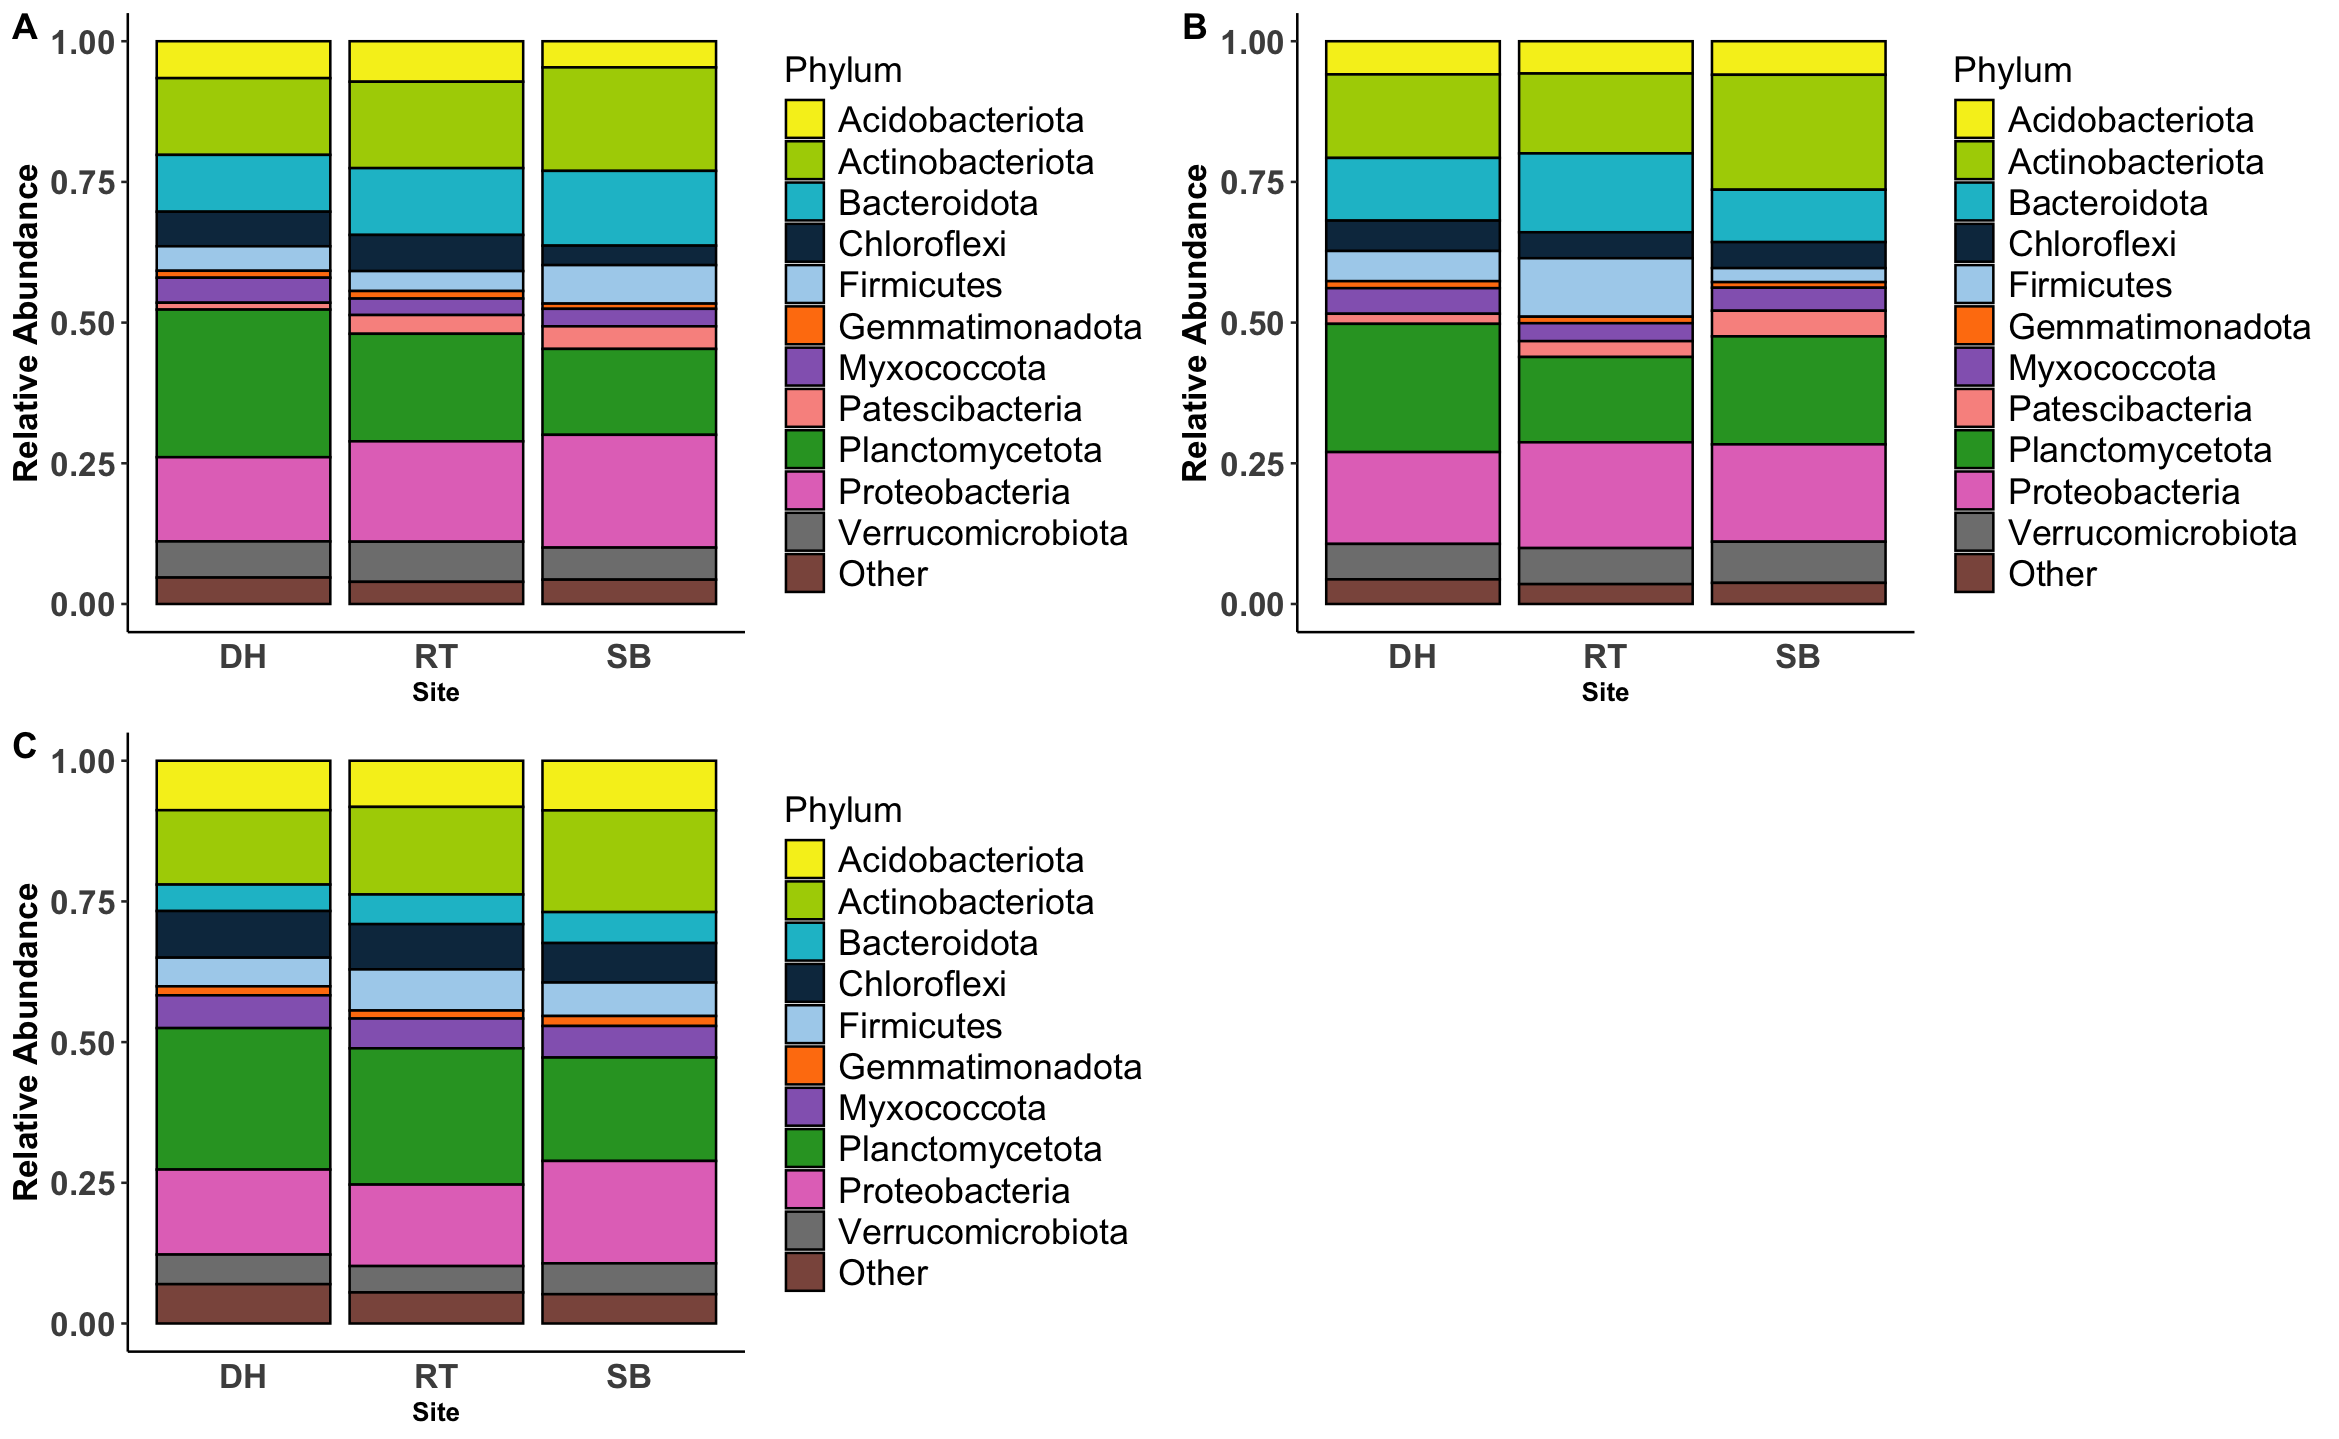 A
1.00
0.75
0.50
0.25
0.00
Relative Abundance
DH RT SB
Site
Phylum
Acidobacteriota
Actinobacteriota
Bacteroidota
Chloroflexi
Firmicutes
Gemmatimonadota
Myxococcota
Patescibacteria
Planctomycetota
Proteobacteria
Verrucomicrobiota
Other
B
1.00
0.75
0.50
0.25
0.00
Relative Abundance
DH RT SB
Site
Phylum
Acidobacteriota
Actinobacteriota
Bacteroidota
Chloroflexi
Firmicutes
Gemmatimonadota
Myxococcota
Patescibacteria
Planctomycetota
Proteobacteria
Verrucomicrobiota
Other
C
1.00
0.75
0.50
0.25
0.00
Relative Abundance
DH RT SB
Site
Phylum
Acidobacteriota
Actinobacteriota
Bacteroidota
Chloroflexi
Firmicutes
Gemmatimonadota
Myxococcota
Planctomycetota
Proteobacteria
Verrucomicrobiota
Other